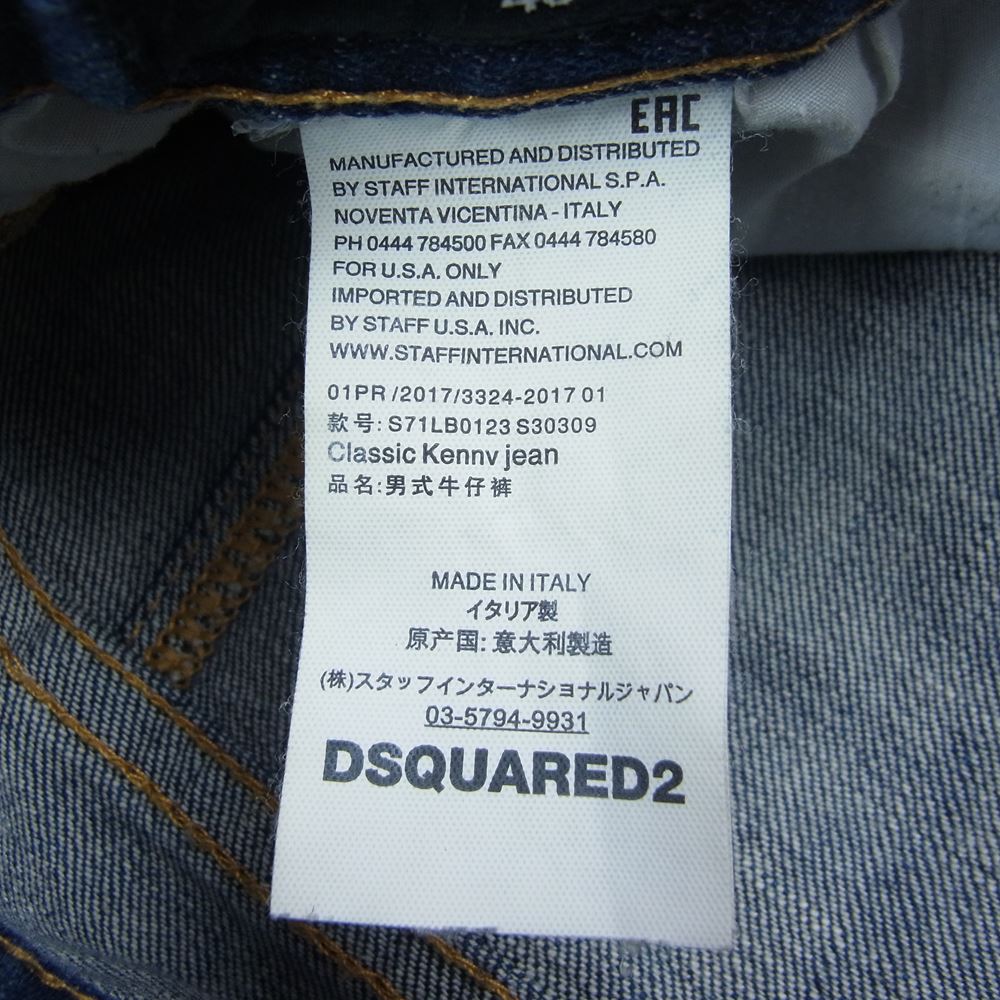 EAC
MANUFACTURED AND DISTRIBUTED
BY STAFF INTERNATIONAL S.P.A.
NOVENTA VICENTINA - ITALY
PH 0444 784500 FAX 0444 784580
FOR U.S.A. ONLY
IMPORTED AND DISTRIBUTED
BY STAFF U.S.A. INC.
WWW.STAFFINTERNATIONAL.COM
01PR /2017/3324-2017 01
款号: S71LB0123 S30309
Classic Kennv jean
品名:男式牛仔裤
MADE IN ITALY
イタリア製
原产国: 意大利製造
(株)スタッフインターナショナルジャパン
03-5794-9931
DSQUARED2